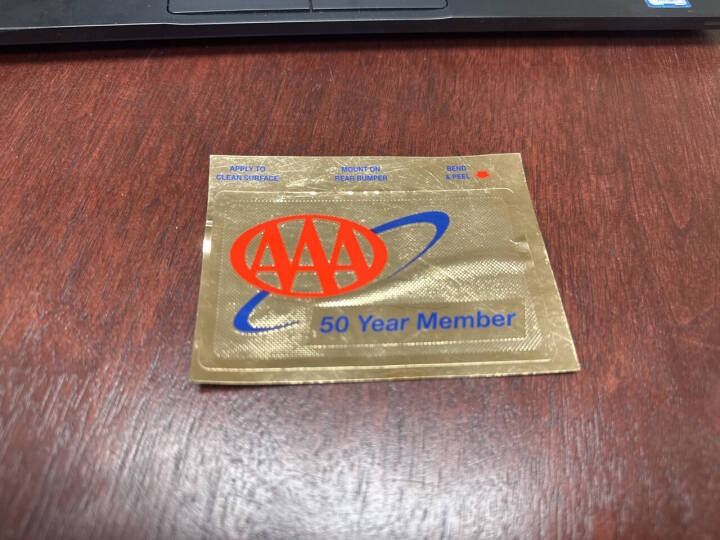 APPLY TO
CLEAN SURFACE
MOUNT ON
REAR BUMPER
BEND
& PEEL
AAA
50 Year Member